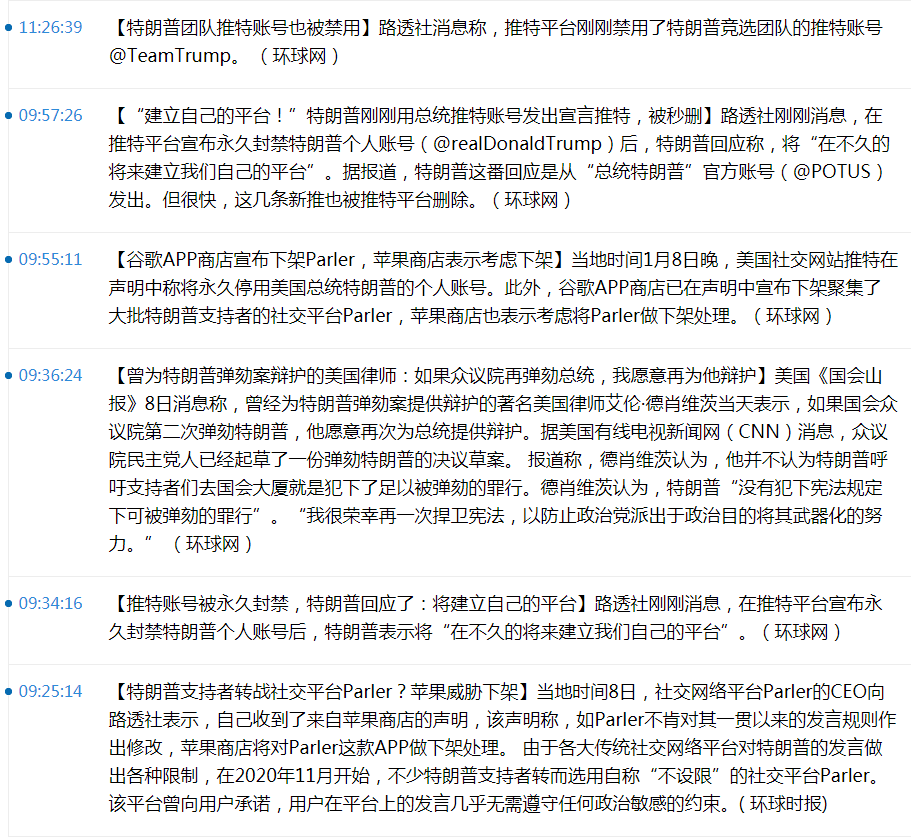 11:26:39
【特朗普团队推特账号也被禁用】路透社消息称，推特平台刚刚禁用了特朗普竞选团队的推特账号
@TeamTrump。（环球网）
09:57:26
【“建立自己的平台！”特朗普刚刚用总统推特账号发出宣言推特，被秒删】路透社刚刚消息，在
推特平台宣布永久封禁特朗普个人账号（@realDonaldTrump）后，特朗普回应称，将“在不久的
将来建立我们自己的平台”。据报道，特朗普这番回应是从“总统特朗普”官方账号（@POTUS）
发出。但很快，这几条新推也被推特平台删除。（环球网）
09:55:11
【谷歌APP商店宣布下架Parler，苹果商店表示考虑下架】当地时间1月8日晚，美国社交网站推特在
声明中称将永久停用美国总统特朗普的个人账号。此外，谷歌APP商店已在声明中宣布下架聚集了
大批特朗普支持者的社交平台Parler，苹果商店也表示考虑将Parler做下架处理。（环球网）
09:36:24
【曾为特朗普弹劾案辩护的美国律师：如果众议院再弹劾总统，我愿意再为他辩护】美国《国会山
报》8日消息称，曾经为特朗普弹劾案提供辩护的著名美国律师艾伦·德肖维茨当天表示，如果国会众
议院第二次弹劾特朗普，他愿意再次为总统提供辩护。据美国有线电视新闻网（CNN）消息，众议
院民主党人已经起草了一份弹劾特朗普的决议草案。 报道称，德肖维茨认为，他并不认为特朗普呼
吁支持者们去国会大厦就是犯下了足以被弹劾的罪行。德肖维茨认为，特朗普“没有犯下宪法规定
下可被弹劾的罪行”。“我很荣幸再一次捍卫宪法，以防止政治党派出于政治目的将其武器化的努
力。”（环球网）
09:34:16
【推特账号被永久封禁，特朗普回应了：将建立自己的平台】路透社刚刚消息，在推特平台宣布永
久封禁特朗普个人账号后，特朗普表示将“在不久的将来建立我们自己的平台”。（环球网）
09:25:14
【特朗普支持者转战社交平台Parler？苹果威胁下架】当地时间8日，社交网络平台Parler的CEO向
路透社表示，自己收到了来自苹果商店的声明，该声明称，如Parler不肯对其一贯以来的发言规则作
出修改，苹果商店将对Parler这款APP做下架处理。 由于各大传统社交网络平台对特朗普的发言做
出各种限制，在2020年11月开始，不少特朗普支持者转而选用自称“不设限”的社交平台Parler。
该平台曾向用户承诺，用户在平台上的发言几乎无需遵守任何政治敏感的约束。(环球时报)